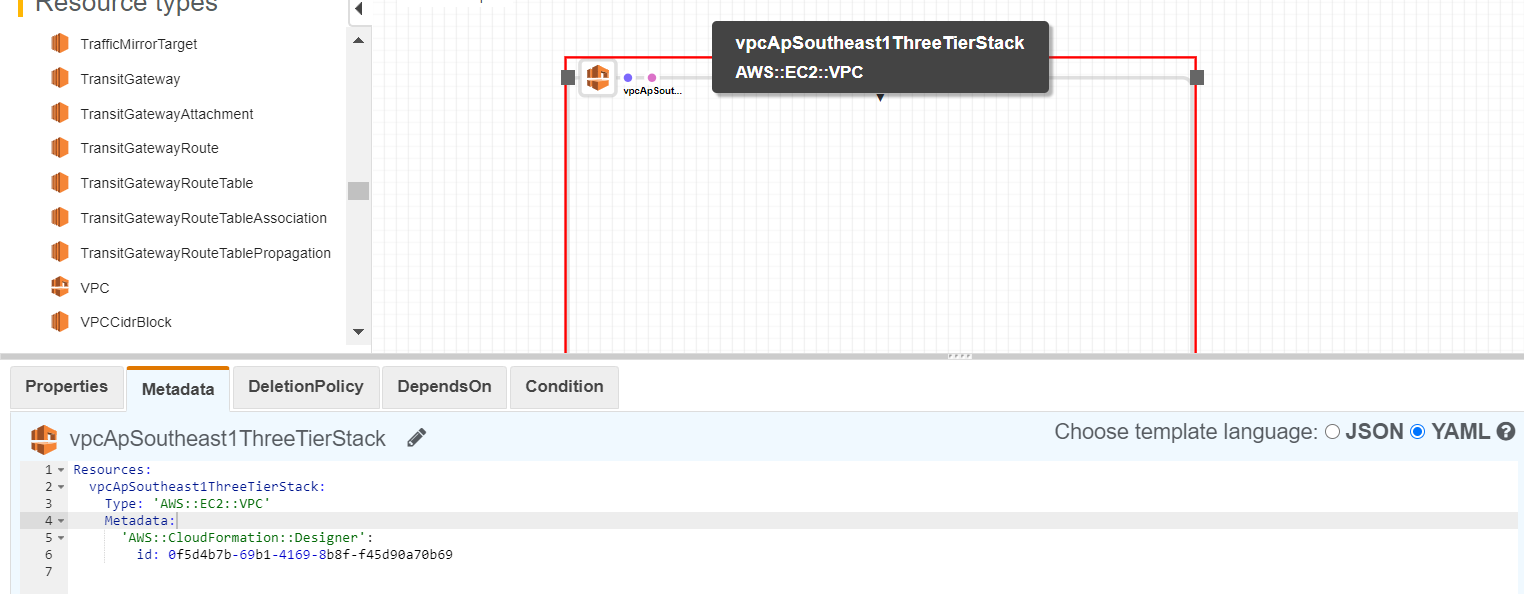 Resource types
TrafficMirrorTarget
TransitGateway
TransitGatewayAttachment
TransitGatewayRoute
TransitGatewayRouteTable
TransitGatewayRouteTableAssociation
TransitGatewayRouteTablePropagation
VPC
VPCCidrBlock
vpcApSoutheast1ThreeTierStack
AWS::EC2::VPC
vpcApSout...
Properties
Metadata
DeletionPolicy
DependsOn
Condition
vpcApSoutheast1ThreeTierStack
Choose template language: JSON YAML ?
1 Resources:
2 vpcApSoutheast1ThreeTierStack:
3 Type: 'AWS::EC2::VPC'
4 Metadata:
5 'AWS::CloudFormation::Designer':
6 id: 0f5d4b7b-69b1-4169-8b8f-f45d90a70b69
7